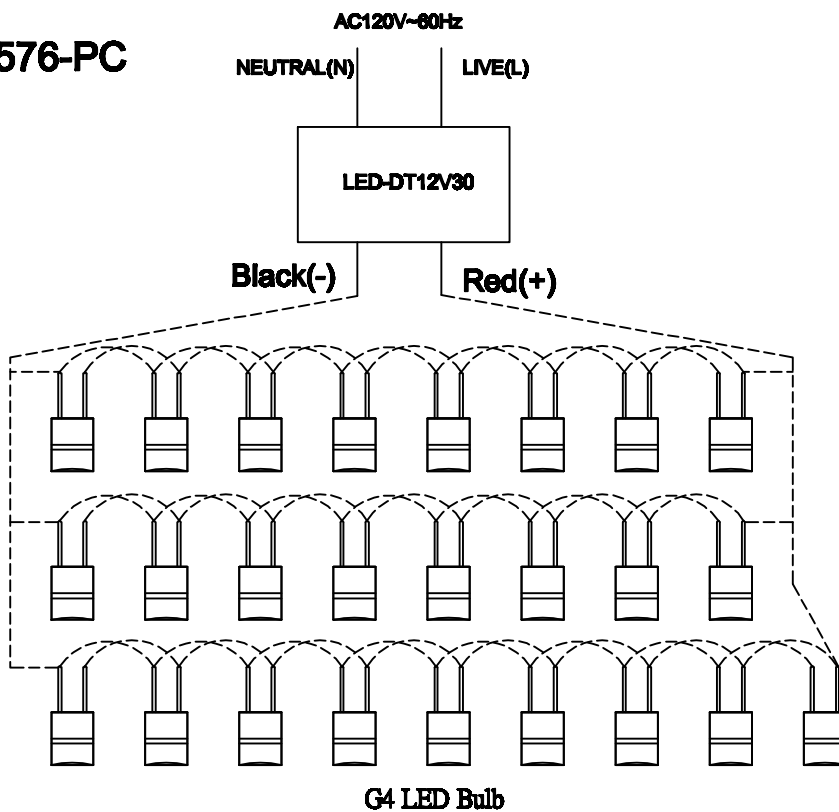 AC120V~60Hz
576-PC
NEUTRAL(N)
LIVE(L)
LED-DT12V30
Black(-)
Red(+)
G4 LED Bulb